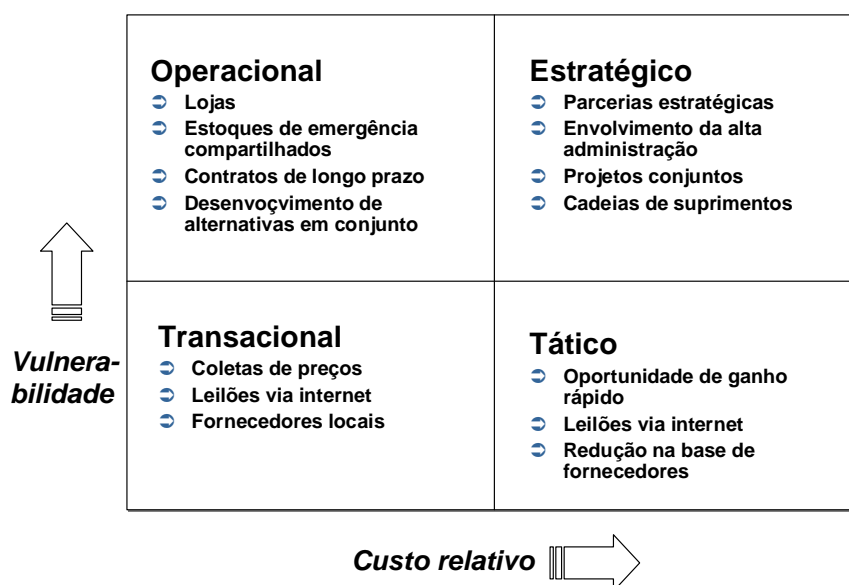 Operacional
Lojas
Estoques de emergência
compartilhados
Contratos de longo prazo
Desenvoçvimento de
alternativas em conjunto
Estratégico
Parcerias estratégicas
Envolvimento da alta
administração
Projetos conjuntos
Cadeias de suprimentos
Vulnera-
bilidade
Transacional
Coletas de preços
Leilões via internet
Fornecedores locais
Tático
Oportunidade de ganho
rápido
Leilões via internet
Redução na base de
fornecedores
Custo relativo